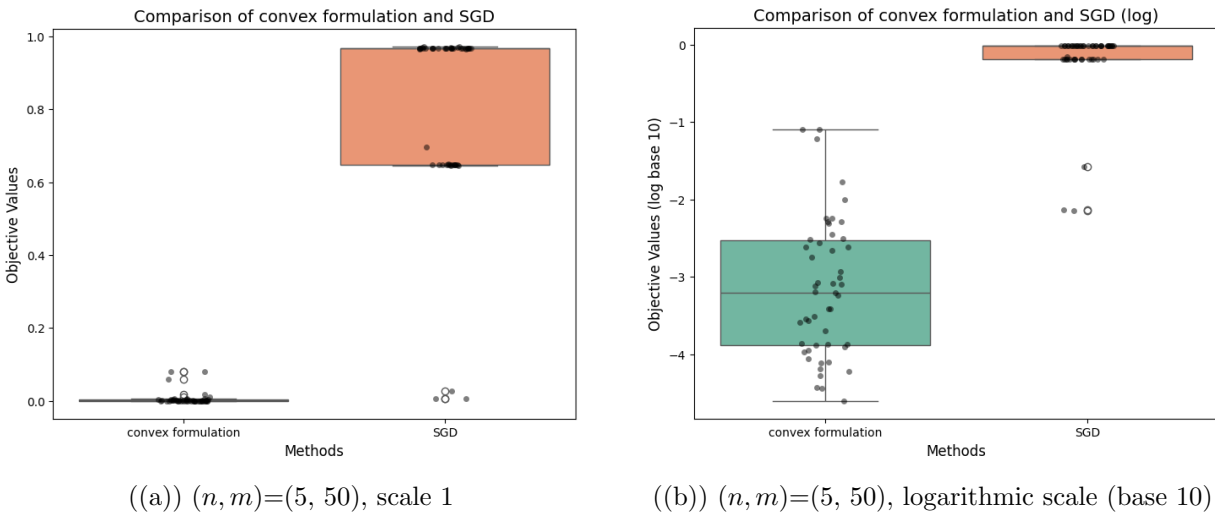 Comparison of convex formulation and SGD
Objective Values
1.0
0.8
0.6
0.4
0.2
0.0
convex formulation
SGD
Methods
((a)) (n, m)=(5, 50), scale 1
Comparison of convex formulation and SGD (log)
Objective Values (log base 10)
0
−1
−2
−3
−4
convex formulation
SGD
Methods
((b)) (n, m)=(5, 50), logarithmic scale (base 10)